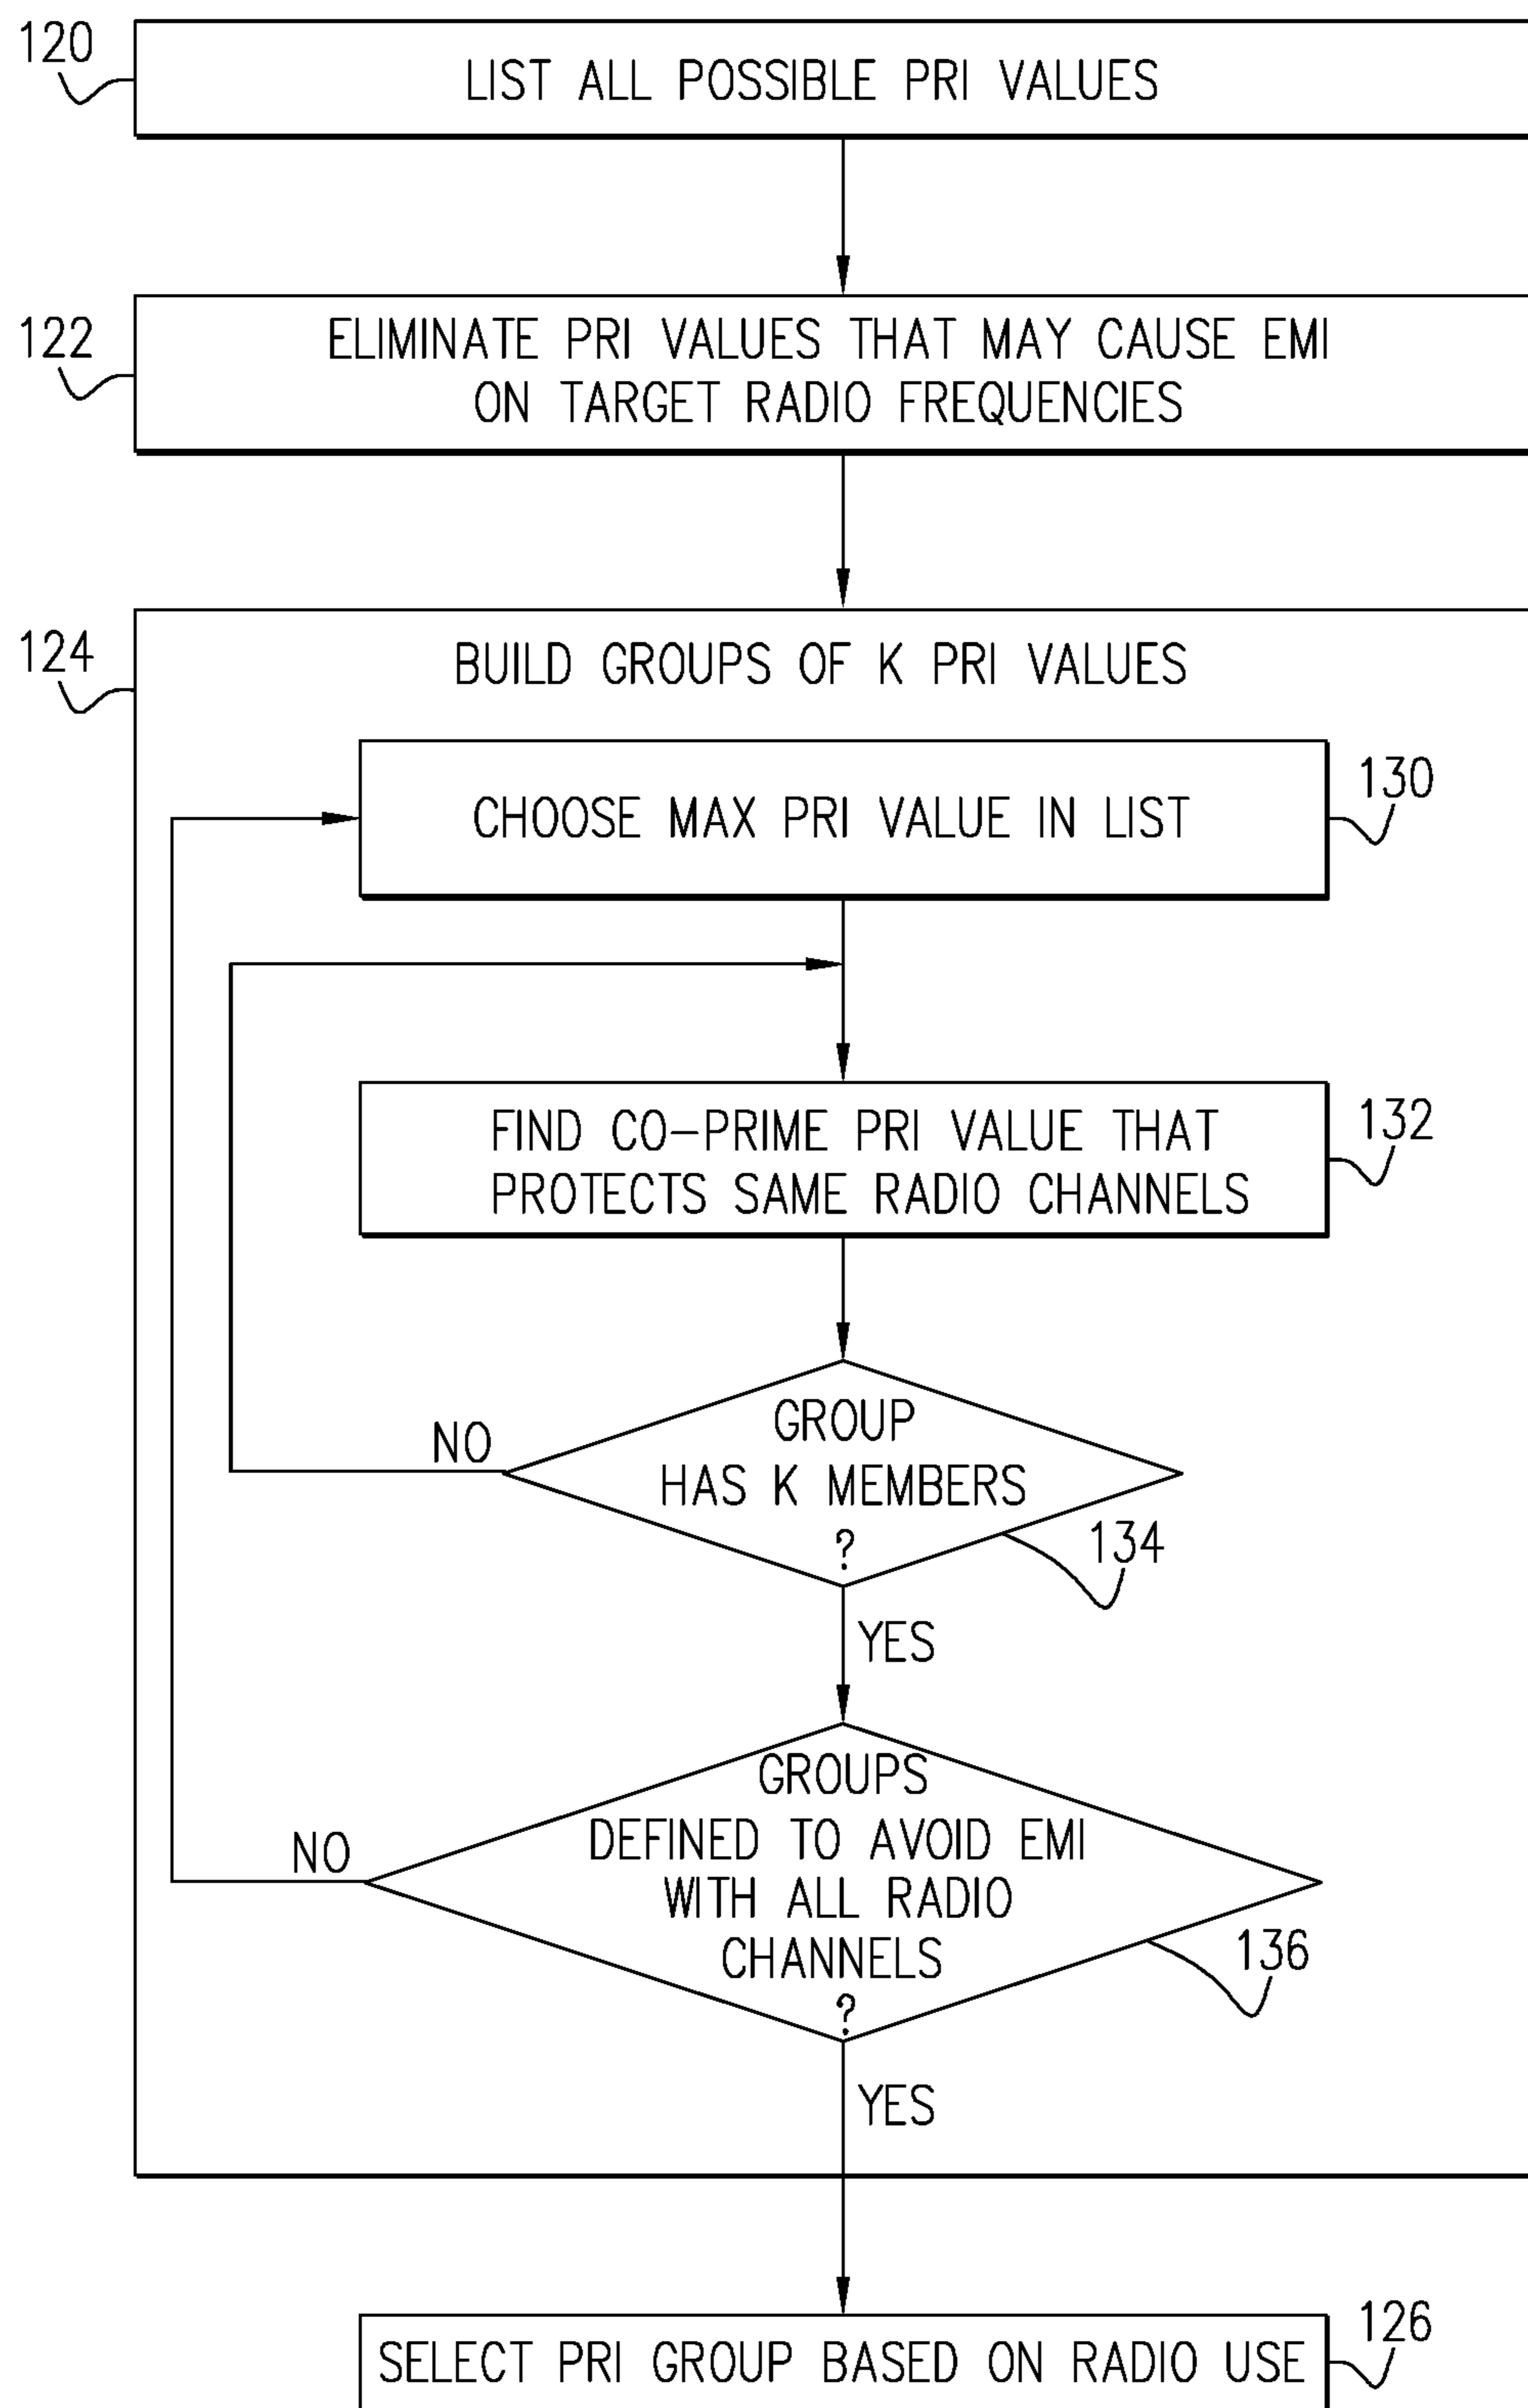 120
LIST ALL POSSIBLE PRI VALUES
122
ELIMINATE PRI VALUES THAT MAY CAUSE EMI
ON TARGET RADIO FREQUENCIES
124
BUILD GROUPS OF K PRI VALUES
130
CHOOSE MAX PRI VALUE IN LIST
132
FIND CO-PRIME PRI VALUE THAT
PROTECTS SAME RADIO CHANNELS
GROUP
HAS K MEMBERS
?
NO
134
YES
GROUPS
DEFINED TO AVOID EMI
WITH ALL RADIO
CHANNELS
?
NO
136
YES
126
SELECT PRI GROUP BASED ON RADIO USE